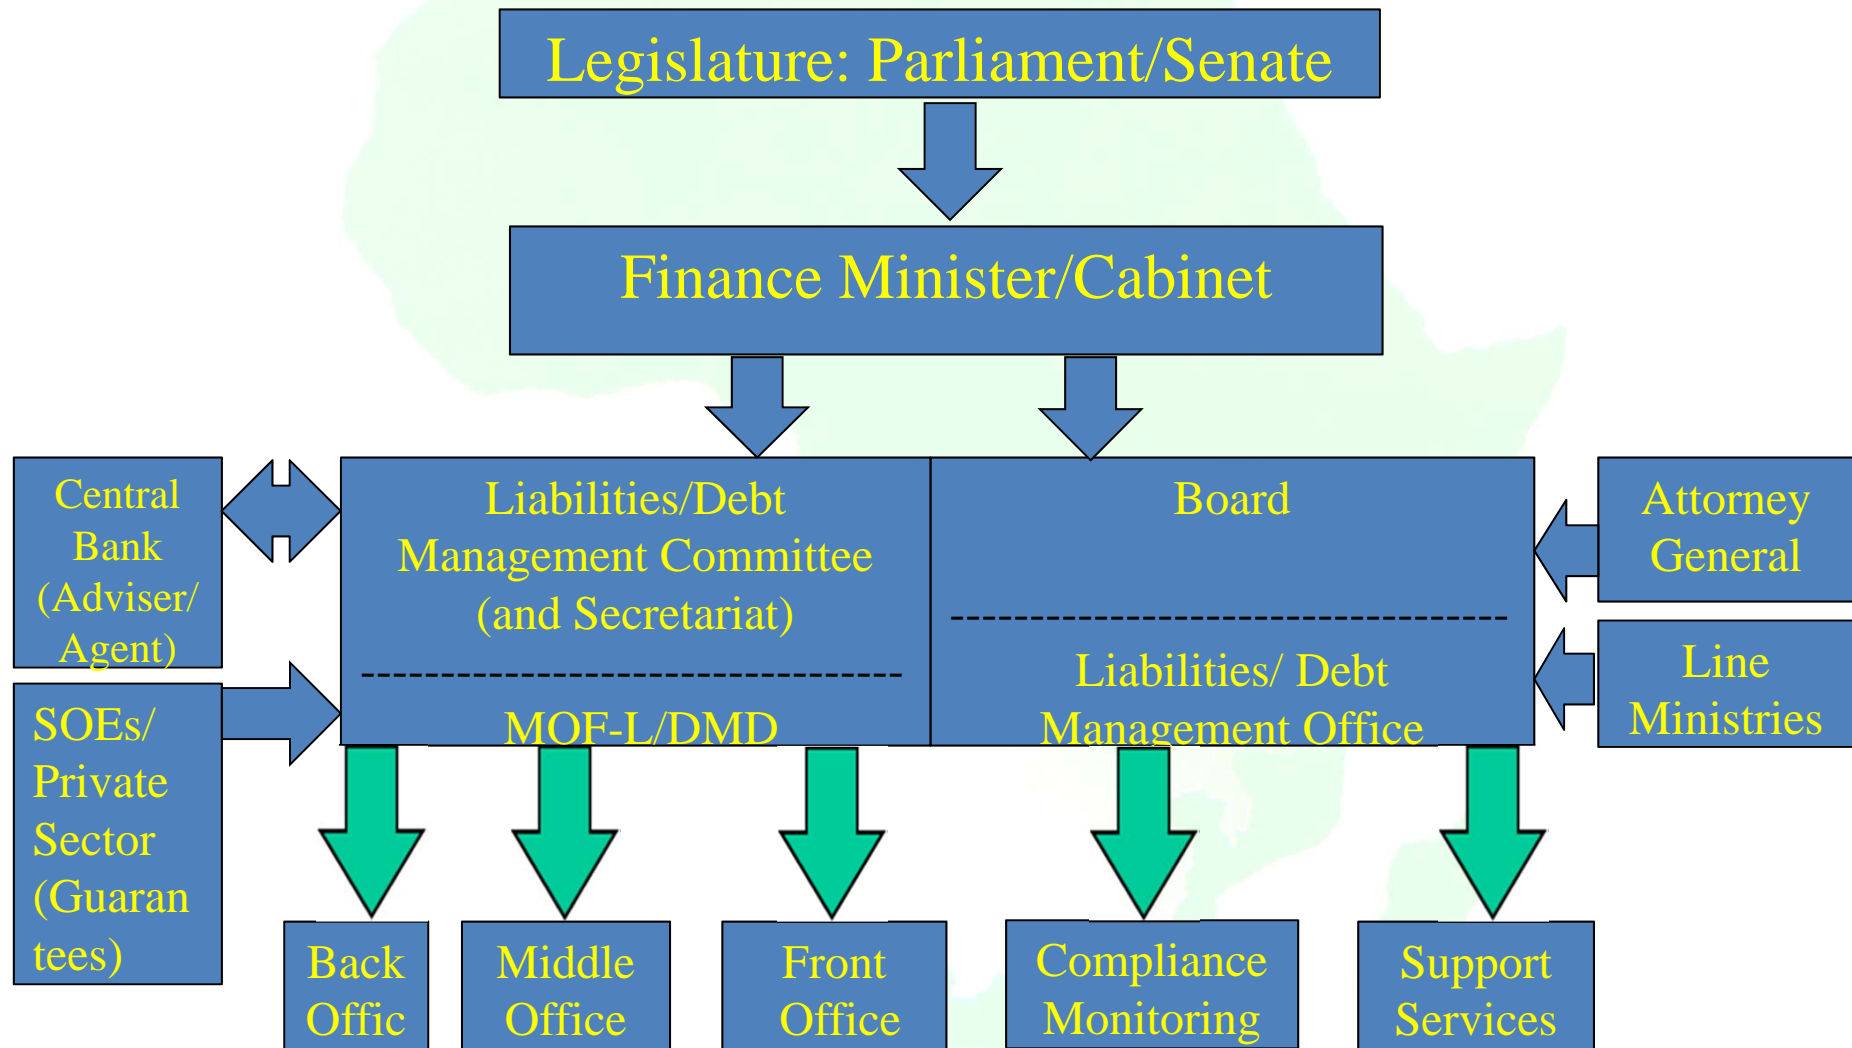 Legislature: Parliament/Senate
Finance Minister/Cabinet
Central
Bank
(Adviser/
Agent)
Liabilities/Debt
Management Committee
(and Secretariat)
------------------------------------
MOF-L/DMD
Board
-------------------------------------
Liabilities/ Debt
Management Office
Attorney
General
Line
Ministries
SOEs/
Private
Sector
(Guaran
tees)
Back
Offic
Middle
Office
Front
Office
Compliance
Monitoring
Support
Services